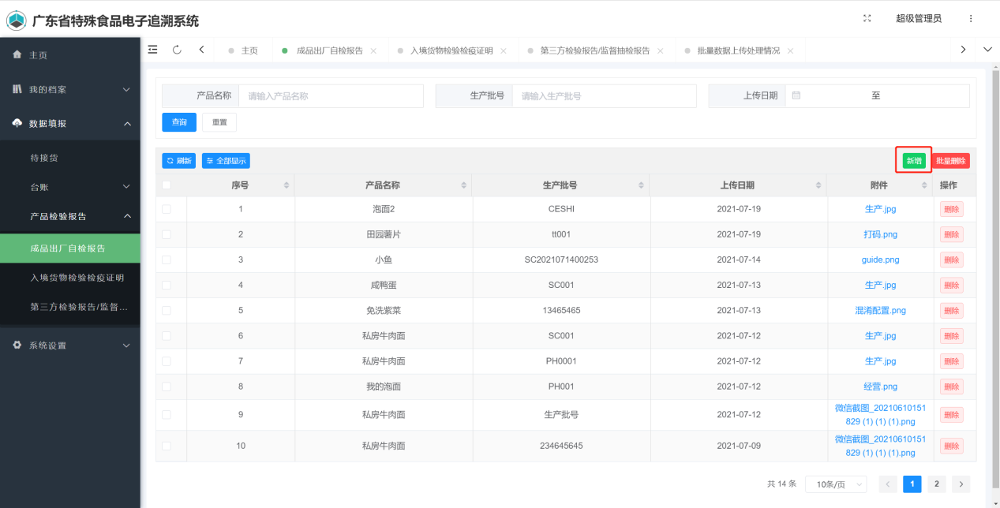 广东省特殊食品电子追溯系统
超级管理员
主页
我的档案
数据填报
待接货
台账
产品检验报告
成品出厂自检报告
入境货物检验检疫证明
第三方检验报告/监督...
系统设置
主页 成品出厂自检报告 入境货物检验检疫证明 第三方检验报告/监督抽检报告 批量数据上传处理情况
产品名称 请输入产品名称 生产批号 请输入生产批号 上传日期 至
查询 重置
刷新 全部显示 新增 批量删除
序号 产品名称 生产批号 上传日期 附件 操作
1 泡面2 CESHI 2021-07-19 生产.jpg 删除
2 田园薯片 tt001 2021-07-19 打码.png 删除
3 小鱼 SC2021071400253 2021-07-14 guide.png 删除
4 咸鸭蛋 SC001 2021-07-13 生产.jpg 删除
5 免洗紫菜 13465465 2021-07-13 混淆配置.png 删除
6 私房牛肉面 SC001 2021-07-12 生产.jpg 删除
7 私房牛肉面 PH0001 2021-07-12 生产.jpg 删除
8 我的泡面 PH001 2021-07-12 经营.png 删除
9 私房牛肉面 生产批号 2021-07-12 微信截图_20210610151
829 (1) (1) (1).png 删除
10 私房牛肉面 234645645 2021-07-09 微信截图_20210610151
829 (1) (1) (1).png 删除
共 14 条 10条/页 1 2